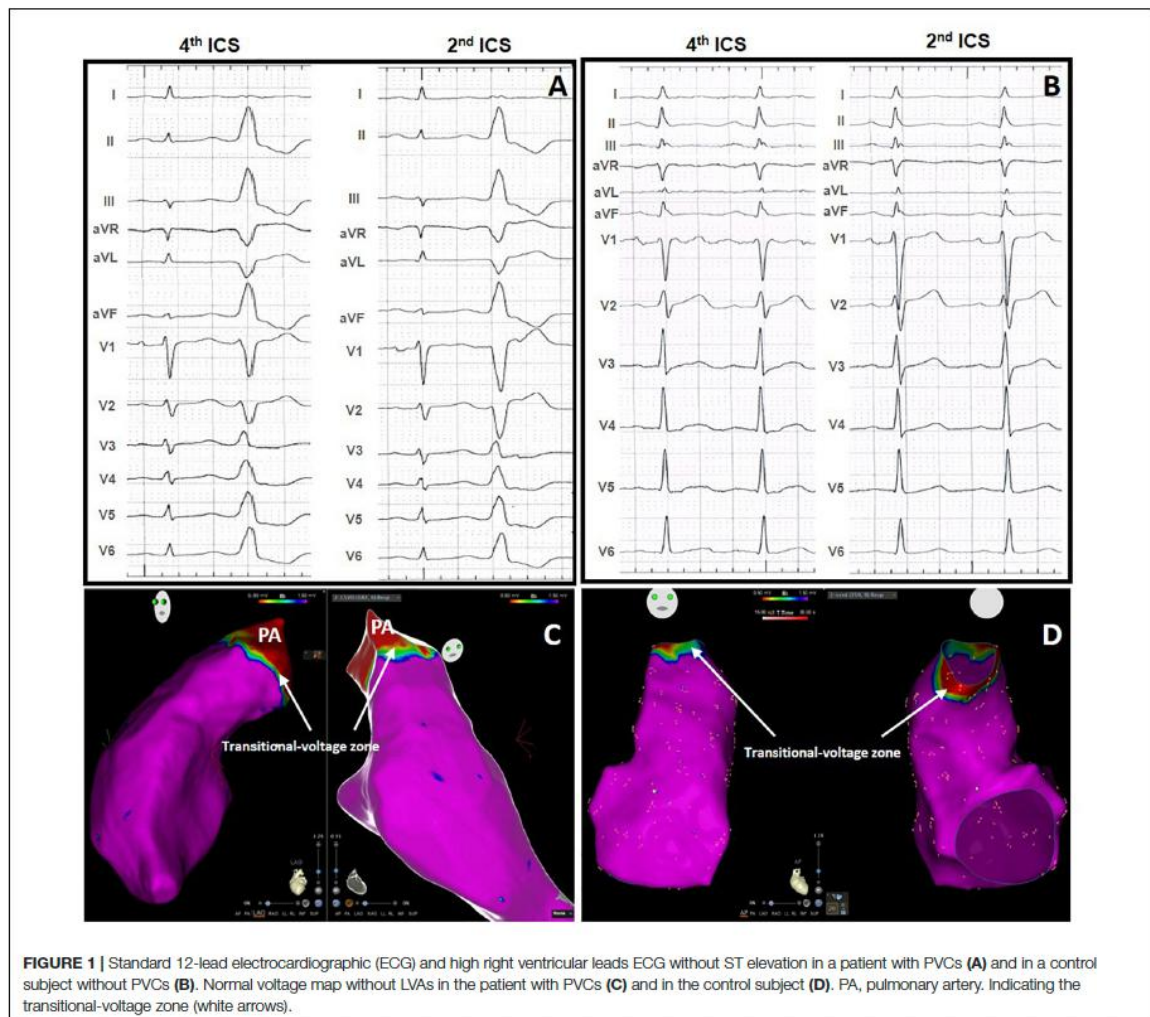 4th ICS
2nd ICS
4th ICS
2nd ICS
A
I
II
III
aVR
aVL
aVF
V1
V2
V3
V4
V5
V6
I
II
III
aVR
aVL
aVF
V1
V2
V3
V4
V5
V6
B
I
II
III
aVR
aVL
aVF
V1
V2
V3
V4
V5
V6
I
II
III
aVR
aVL
aVF
V1
V2
V3
V4
V5
V6
PA
PA
C
Transitional-voltage zone
LAO
D
Transitional-voltage zone
AP
FIGURE 1 | Standard 12-lead electrocardiographic (ECG) and high right ventricular leads ECG without ST elevation in a patient with PVCs (A) and in a control
subject without PVCs (B). Normal voltage map without LVAs in the patient with PVCs (C) and in the control subject (D). PA, pulmonary artery. Indicating the
transitional-voltage zone (white arrows).